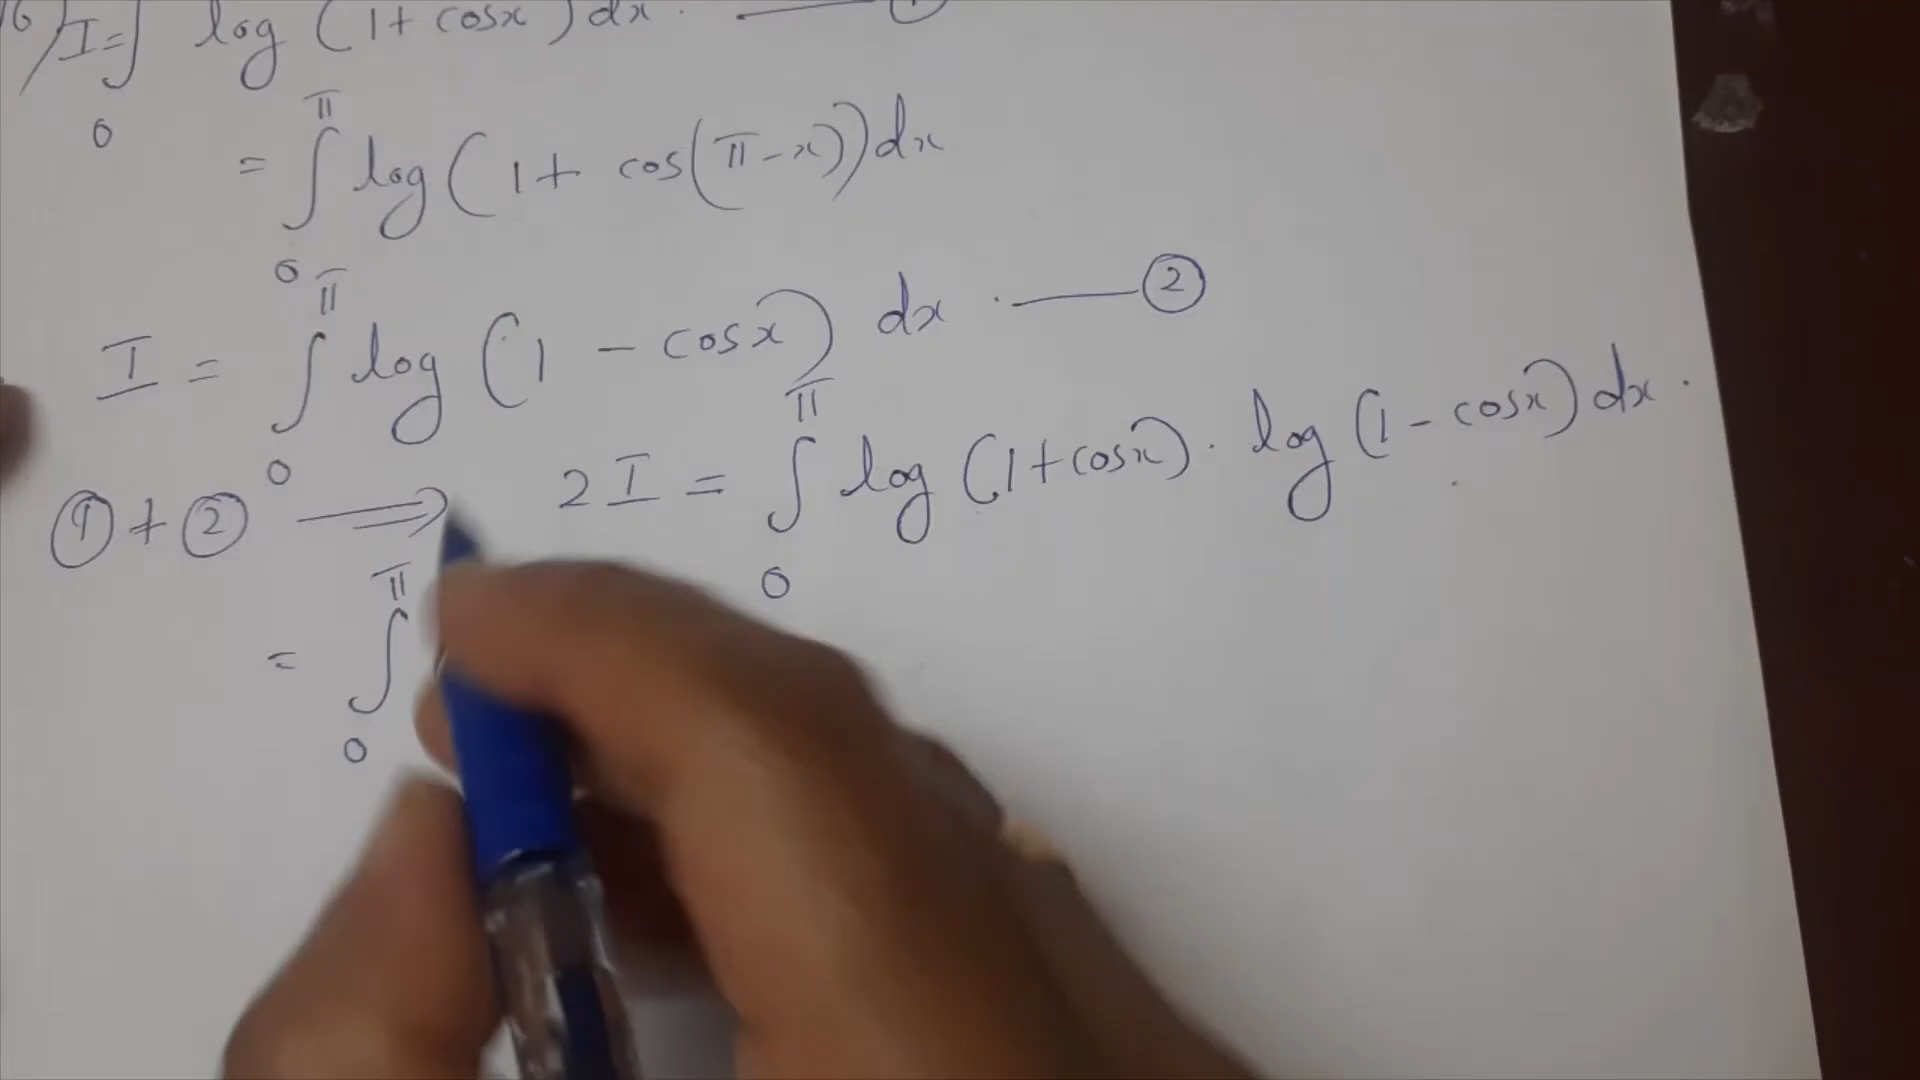 16) I = ∫ log (1 + cosx) dx. —— ①
0
π
= ∫ log (1 + cos(π - x)) dx
0
π
I = ∫ log (1 - cosx) dx. —— ②
0
π
① + ② ⟹ 2I = ∫ log (1+cosx) . log (1 - cosx) dx.
0
π
= ∫
0